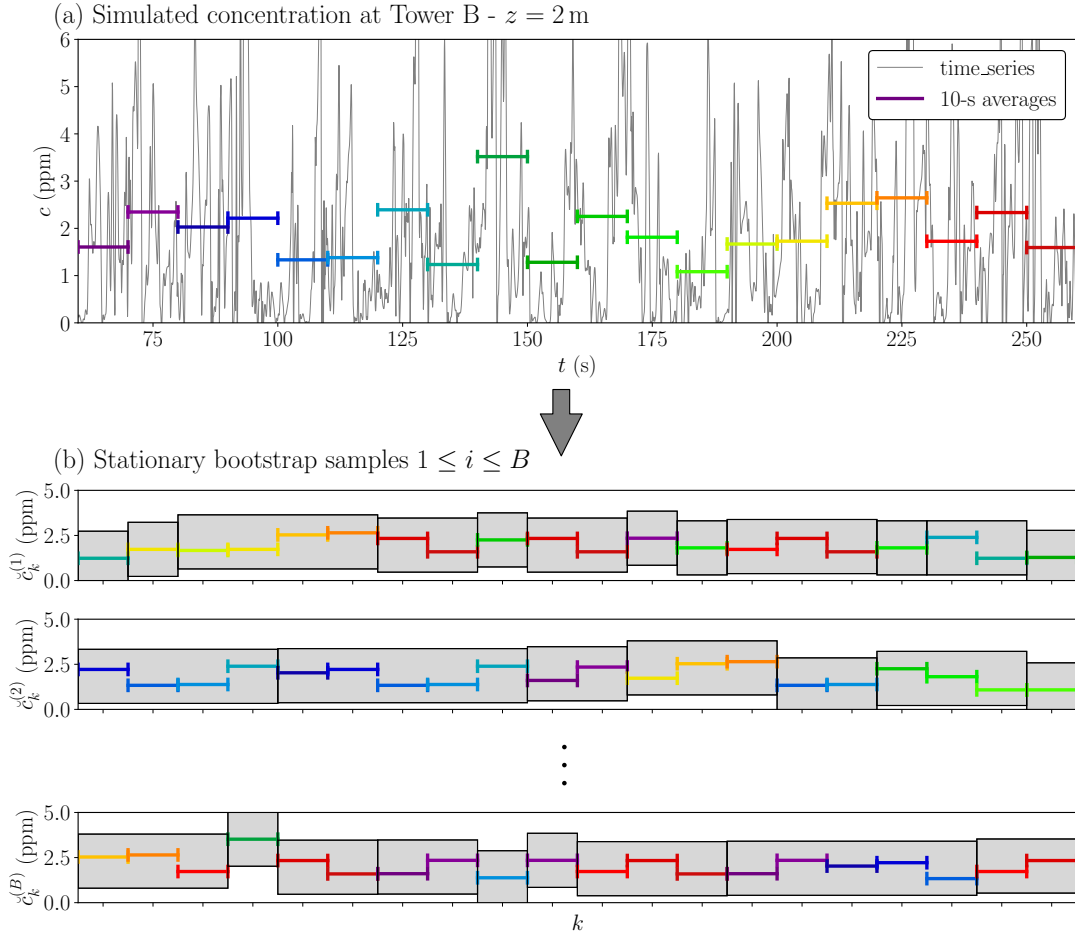 (a) Simulated concentration at Tower B - z = 2 m
6
5
4
3
2
1
0
c (ppm)
time_series
10-s averages
75 100 125 150 175 200 225 250
t (s)
(b) Stationary bootstrap samples 1 ≤ i ≤ B
5.0
2.5
0.0
c̆_k^(1) (ppm)
5.0
2.5
0.0
c̆_k^(2) (ppm)
5.0
2.5
0.0
c̆_k^(B) (ppm)
k